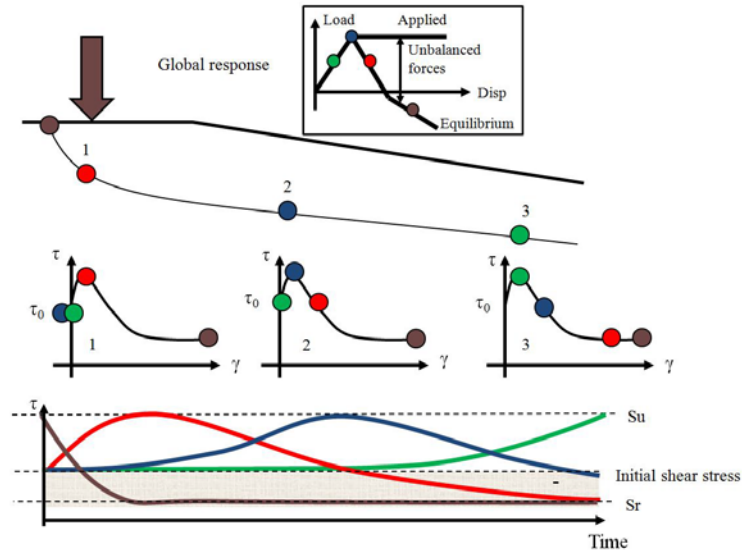 Load
Applied
Global response
Unbalanced
forces
Disp
Equilibrium
1
2
3
τ
τ
τ
τ₀
τ₀
τ₀
1
2
3
γ
γ
γ
τ
Su
Initial shear stress
-
Sr
Time